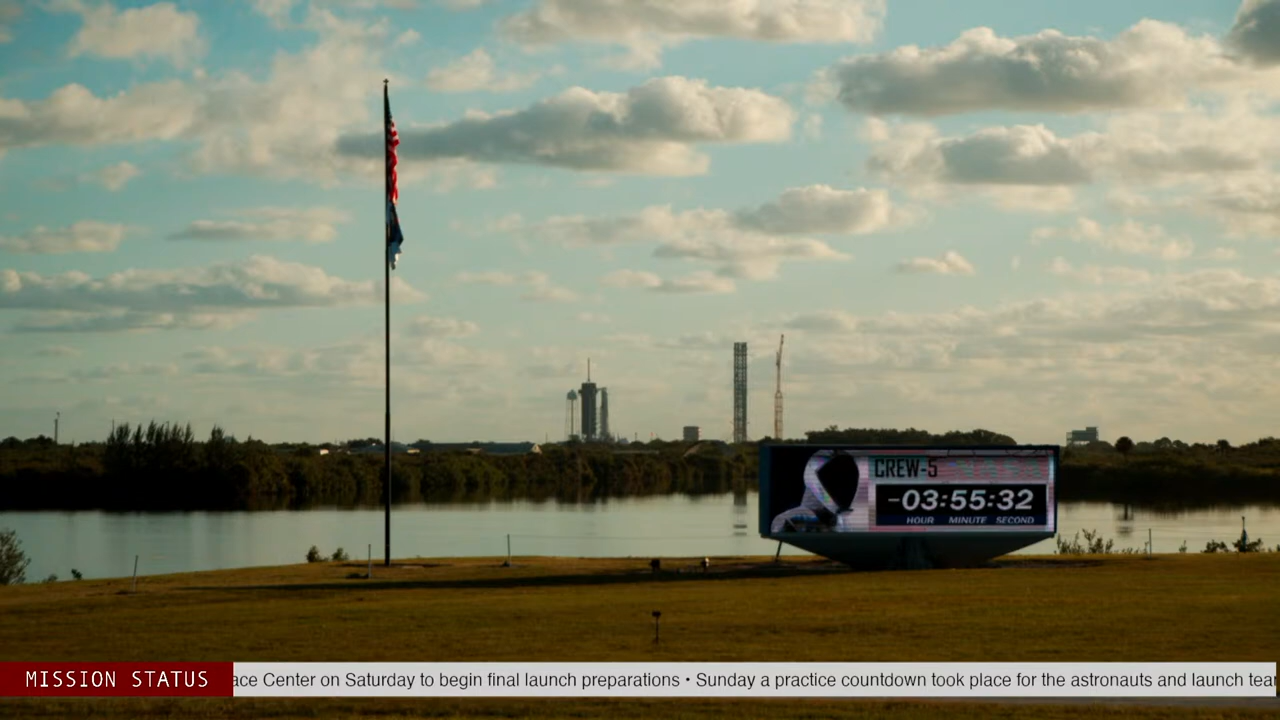 CREW-5
-03:55:32
HOUR MINUTE SECOND
MISSION STATUS
ace Center on Saturday to begin final launch preparations • Sunday a practice countdown took place for the astronauts and launch tea